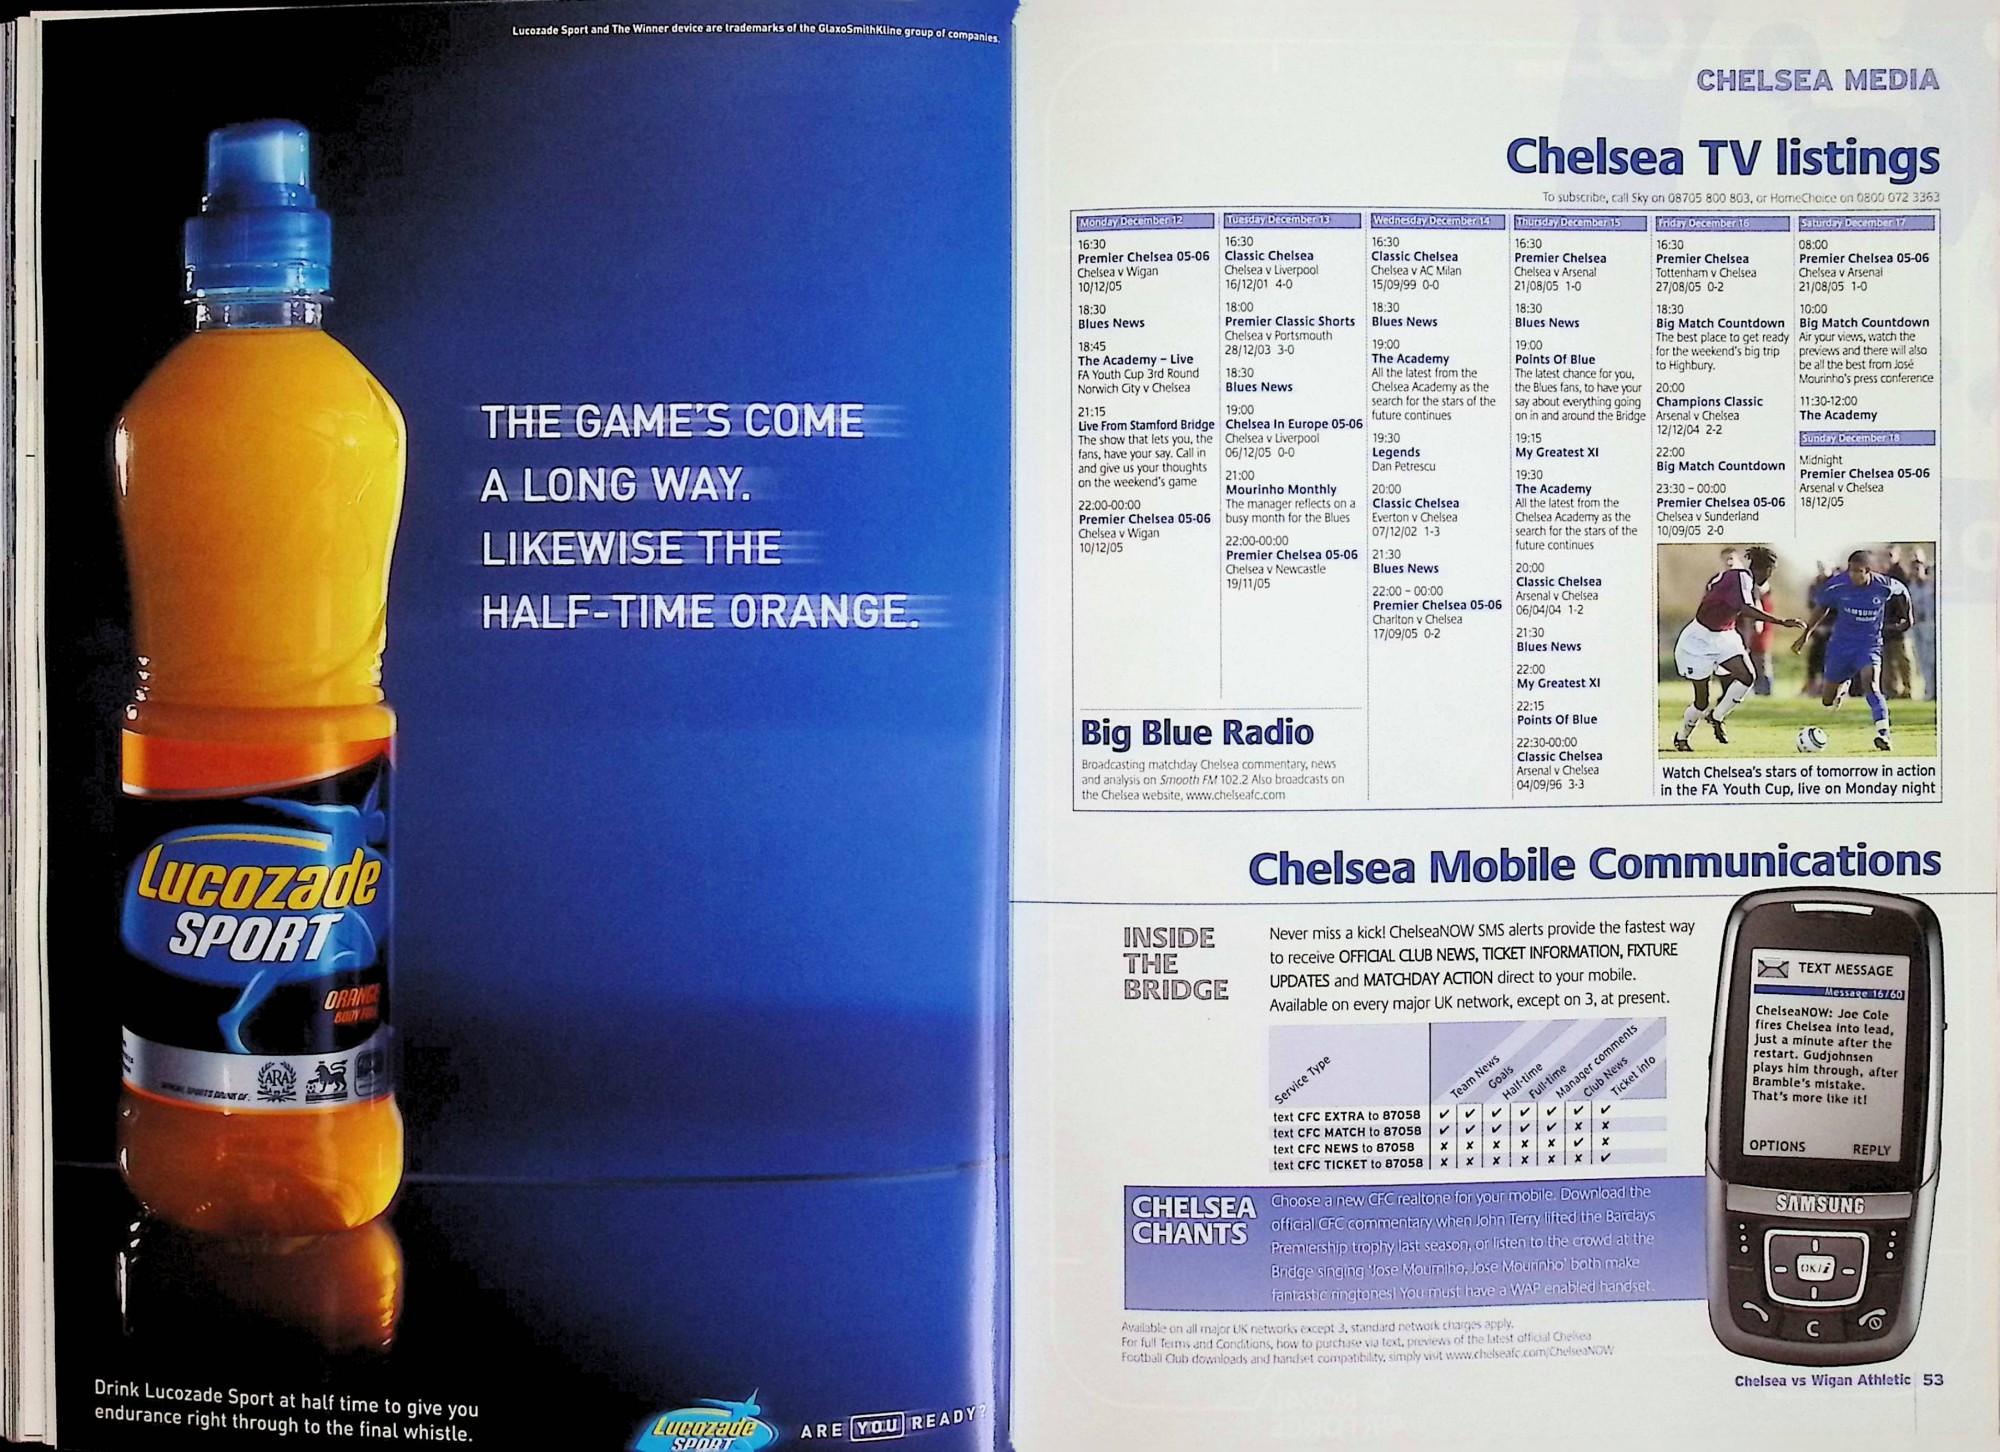 Lucozade Sport and The Winner device are trademarks of the GlaxoSmithKline group of companies.
THE GAME'S COME
A LONG WAY.
LIKEWISE THE
HALF-TIME ORANGE.
Lucozade
SPORT
ORANGE
ARA
Drink Lucozade Sport at half time to give you
endurance right through to the final whistle.
Lucozade
SPORT
ARE YOU READY?
CHELSEA MEDIA
Chelsea TV listings
To subscribe, call Sky on 08705 800 803, or HomeChoice on 0800 072 3363
Monday December 12
16:30
Premier Chelsea 05-06
Chelsea v Wigan
10/12/05
18:30
Blues News
18:45
The Academy – Live
FA Youth Cup 3rd Round
Norwich City v Chelsea
21:15
Live From Stamford Bridge
The show that lets you, the
fans, have your say. Call in
and give us your thoughts
on the weekend's game
22:00-00:00
Premier Chelsea 05-06
Chelsea v Wigan
10/12/05
Tuesday December 13
16:30
Classic Chelsea
Chelsea v Liverpool
16/12/01 4-0
18:00
Premier Classic Shorts
Chelsea v Portsmouth
28/12/03 3-0
18:30
Blues News
19:00
Chelsea In Europe 05-06
Chelsea v Liverpool
06/12/05 0-0
21:00
Mourinho Monthly
The manager reflects on a
busy month for the Blues
22:00-00:00
Premier Chelsea 05-06
Chelsea v Newcastle
19/11/05
Wednesday December 14
16:30
Classic Chelsea
Chelsea v AC Milan
15/09/99 0-0
18:30
Blues News
19:00
The Academy
All the latest from the
Chelsea Academy as the
search for the stars of the
future continues
19:30
Legends
Dan Petrescu
20:00
Classic Chelsea
Everton v Chelsea
07/12/02 1-3
21:30
Blues News
22:00 – 00:00
Premier Chelsea 05-06
Charlton v Chelsea
17/09/05 0-2
Thursday December 15
16:30
Premier Chelsea
Chelsea v Arsenal
21/08/05 1-0
18:30
Blues News
19:00
Points Of Blue
The latest chance for you,
the Blues fans, to have your
say about everything going
on in and around the Bridge
19:15
My Greatest XI
19:30
The Academy
All the latest from the
Chelsea Academy as the
search for the stars of the
future continues
20:00
Classic Chelsea
Arsenal v Chelsea
06/04/04 1-2
21:30
Blues News
22:00
My Greatest XI
22:15
Points Of Blue
22:30-00:00
Classic Chelsea
Arsenal v Chelsea
04/09/96 3-3
Friday December 16
16:30
Premier Chelsea
Tottenham v Chelsea
27/08/05 0-2
18:30
Big Match Countdown
The best place to get ready
for the weekend's big trip
to Highbury.
20:00
Champions Classic
Arsenal v Chelsea
12/12/04 2-2
22:00
Big Match Countdown
23:30 – 00:00
Premier Chelsea 05-06
Chelsea v Sunderland
10/09/05 2-0
Saturday December 17
08:00
Premier Chelsea 05-06
Chelsea v Arsenal
21/08/05 1-0
10:00
Big Match Countdown
Air your views, watch the
previews and there will also
be all the best from José
Mourinho's press conference
11:30-12:00
The Academy
Sunday December 18
Midnight
Premier Chelsea 05-06
Arsenal v Chelsea
18/12/05
SAMSUNG
mobile
Watch Chelsea's stars of tomorrow in action
in the FA Youth Cup, live on Monday night
Big Blue Radio
Broadcasting matchday Chelsea commentary, news
and analysis on Smooth FM 102.2 Also broadcasts on
the Chelsea website, www.chelseafc.com
Chelsea Mobile Communications
INSIDE
THE
BRIDGE
Never miss a kick! ChelseaNOW SMS alerts provide the fastest way
to receive OFFICIAL CLUB NEWS, TICKET INFORMATION, FIXTURE
UPDATES and MATCHDAY ACTION direct to your mobile.
Available on every major UK network, except on 3, at present.
Service Type Team News Goals Half-time Full-time Manager comments Club News Ticket info
text CFC EXTRA to 87058 ✔ ✔ ✔ ✔ ✔ ✔ ✔
text CFC MATCH to 87058 ✔ ✔ ✔ ✔ ✔ ✘ ✘
text CFC NEWS to 87058 ✘ ✘ ✘ ✘ ✘ ✔ ✘
text CFC TICKET to 87058 ✘ ✘ ✘ ✘ ✘ ✘ ✔
CHELSEA
CHANTS
Choose a new CFC realtone for your mobile. Download the
official CFC commentary when John Terry lifted the Barclays
Premiership trophy last season, or listen to the crowd at the
Bridge singing 'Jose Mourniho, Jose Mourinho' both make
fantastic ringtones! You must have a WAP enabled handset.
Available on all major UK networks except 3, standard network charges apply.
For full Terms and Conditions, how to purchase via text, previews of the latest official Chelsea
Football Club downloads and handset compatibility, simply visit www.chelseafc.com/ChelseaNOW
TEXT MESSAGE
Message 16/60
ChelseaNOW: Joe Cole
fires Chelsea into lead,
Just a minute after the
restart. Gudjohnsen
plays him through, after
Bramble's mistake.
That's more like it!
OPTIONS REPLY
SAMSUNG
OK/i
C
Chelsea vs Wigan Athletic 53